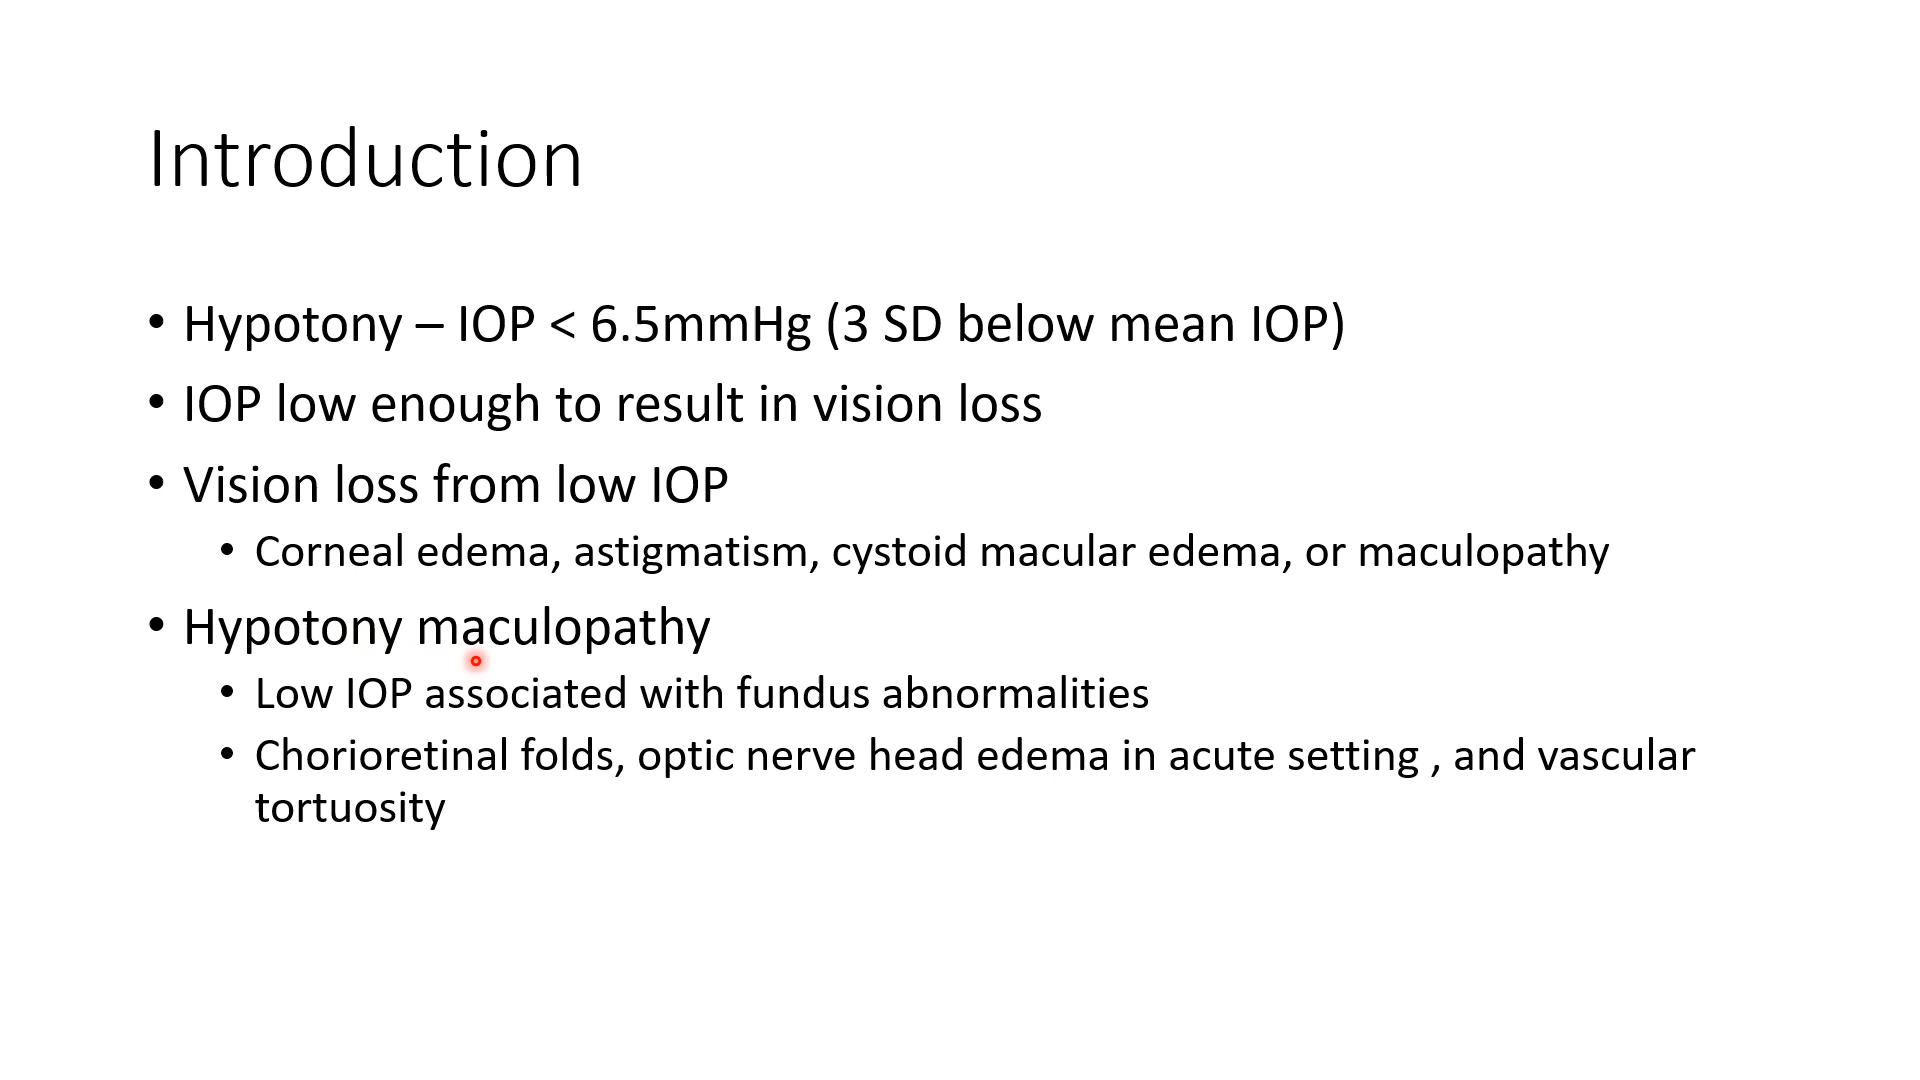 Introduction
• Hypotony – IOP < 6.5mmHg (3 SD below mean IOP)
• IOP low enough to result in vision loss
• Vision loss from low IOP
• Corneal edema, astigmatism, cystoid macular edema, or maculopathy
• Hypotony maculopathy
• Low IOP associated with fundus abnormalities
• Chorioretinal folds, optic nerve head edema in acute setting , and vascular
tortuosity